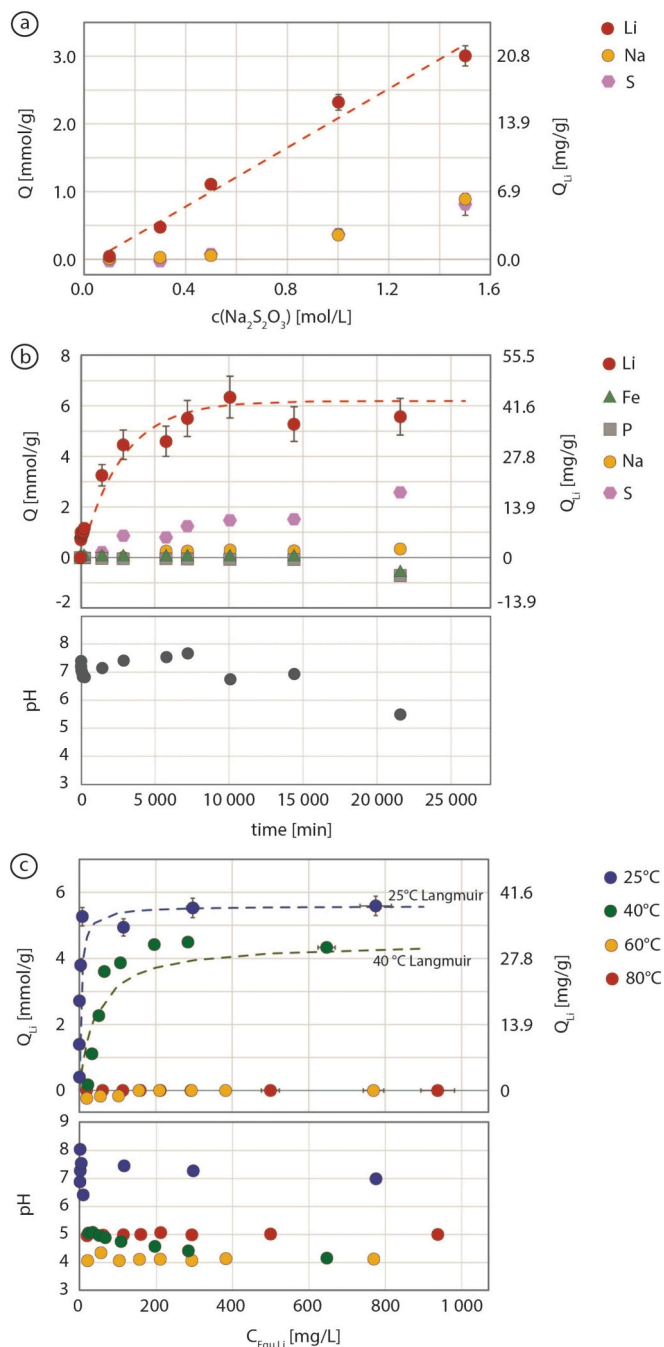 a
Li
Na
S
3.0
2.0
1.0
0.0
Q [mmol/g]
20.8
13.9
6.9
0.0
Q_Li [mg/g]
0.0 0.4 0.8 1.2 1.6
c(Na₂S₂O₃) [mol/L]
b
Li
Fe
P
Na
S
8
6
4
2
0
-2
Q [mmol/g]
55.5
41.6
27.8
13.9
0
-13.9
Q_Li [mg/g]
8
7
6
5
4
3
pH
0 5 000 10 000 15 000 20 000 25 000
time [min]
c
25°C
40°C
60°C
80°C
25°C Langmuir
40 °C Langmuir
6
4
2
0
Q_Li [mmol/g]
41.6
27.8
13.9
0
Q_Li [mg/g]
9
8
7
6
5
4
3
pH
0 200 400 600 800 1 000
C_Equ.Li [mg/L]